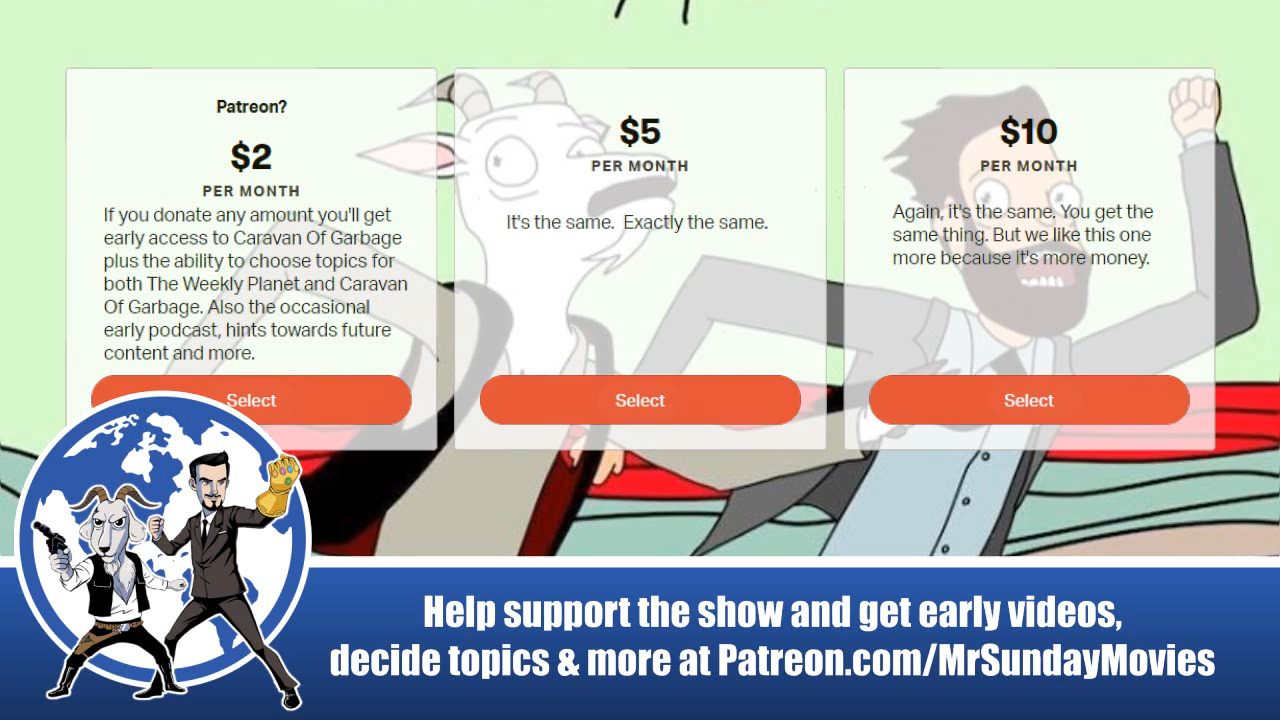 Patreon?
$2
PER MONTH
If you donate any amount you'll get
early access to Caravan Of Garbage
plus the ability to choose topics for
both The Weekly Planet and Caravan
Of Garbage. Also the occasional
early podcast, hints towards future
content and more.
Select
$5
PER MONTH
It's the same.  Exactly the same.
Select
$10
PER MONTH
Again, it's the same. You get the
same thing. But we like this one
more because it's more money.
Select
Help support the show and get early videos,
decide topics & more at Patreon.com/MrSundayMovies